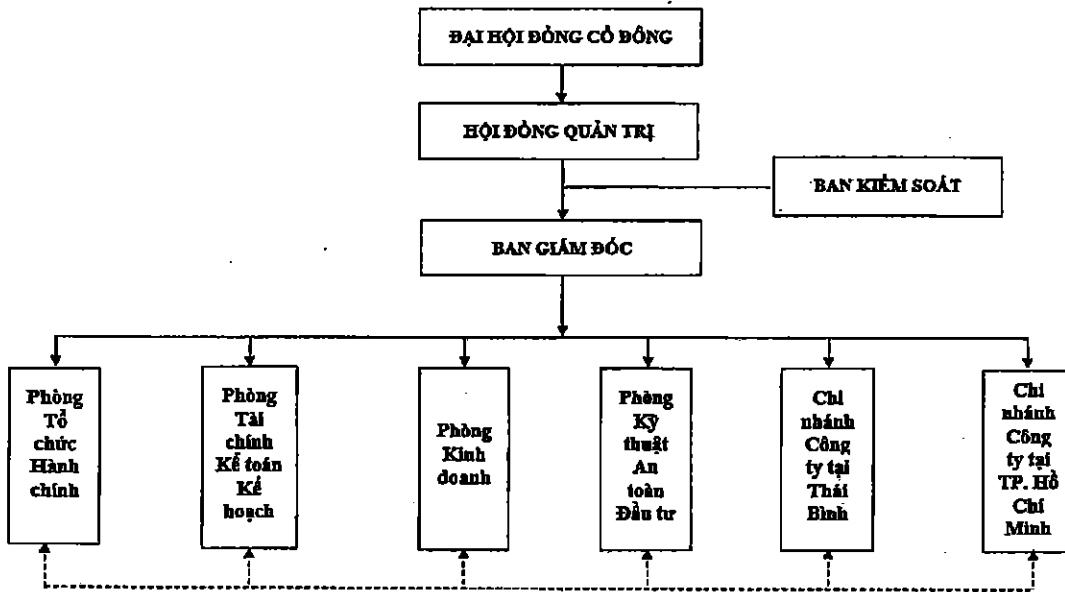 ĐẠI HỘI ĐỒNG CỔ ĐÔNG
HỘI ĐỒNG QUẢN TRỊ
BAN KIỂM SOÁT
BAN GIÁM ĐỐC
Phòng
Tổ
chức
Hành
chính
Phòng
Tài
chính
Kế toán
Kế
hoạch
Phòng
Kinh
doanh
Phòng
Kỹ
thuật
An
toàn
Đầu tư
Chi
nhánh
Công
ty tại
Thái
Bình
Chi
nhánh
Công
ty tại
TP. Hồ
Chí
Minh